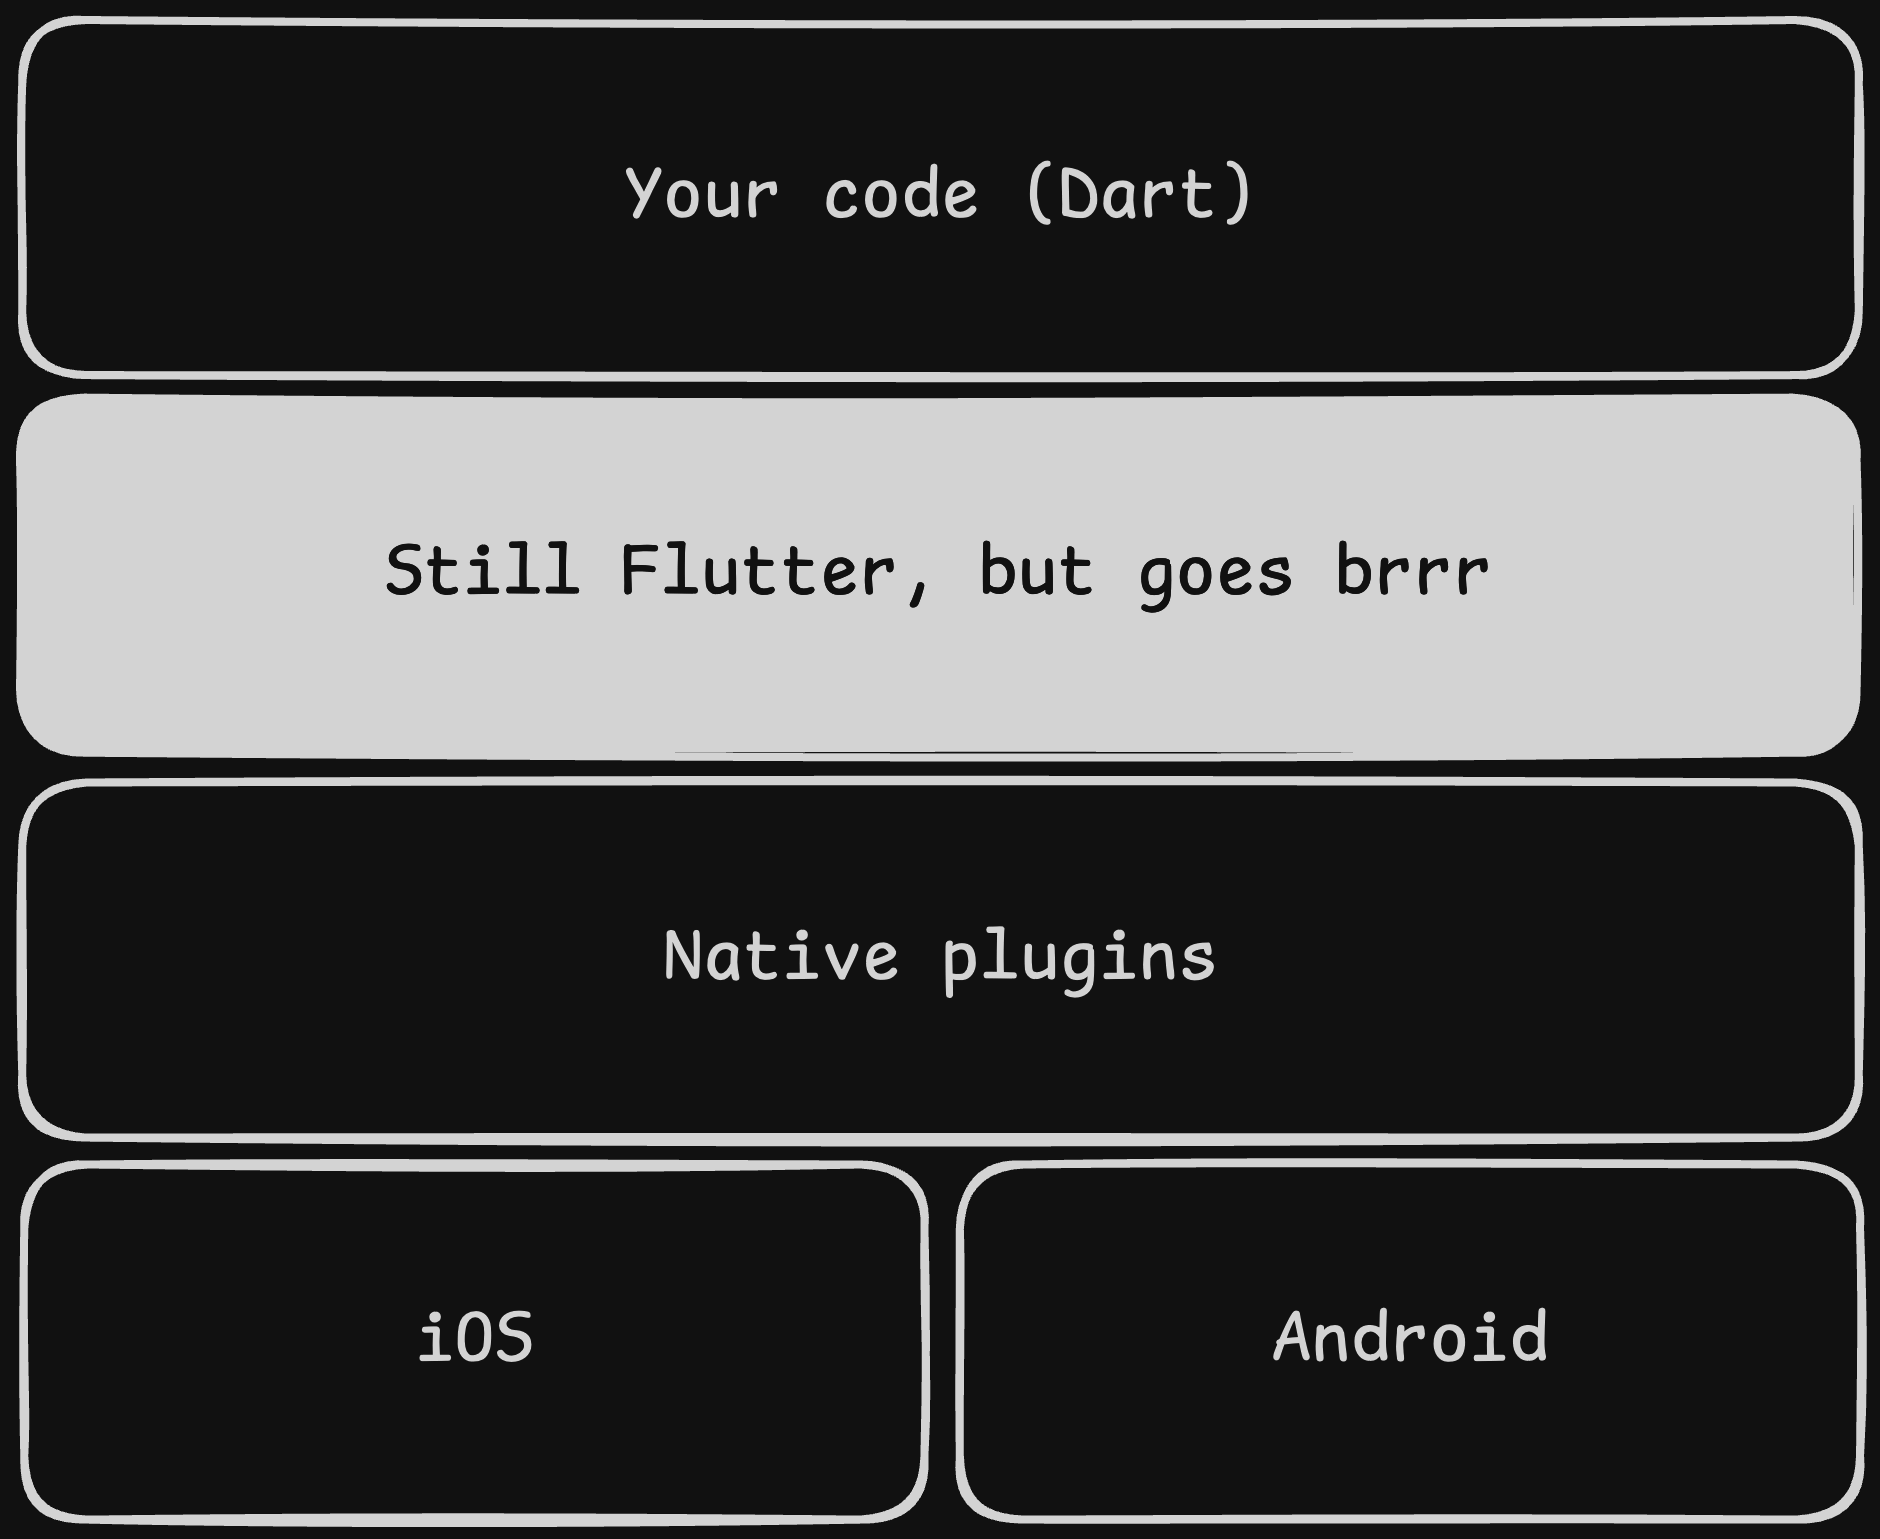 Your code (Dart)
Still Flutter, but goes brrr
Native plugins
iOS
Android